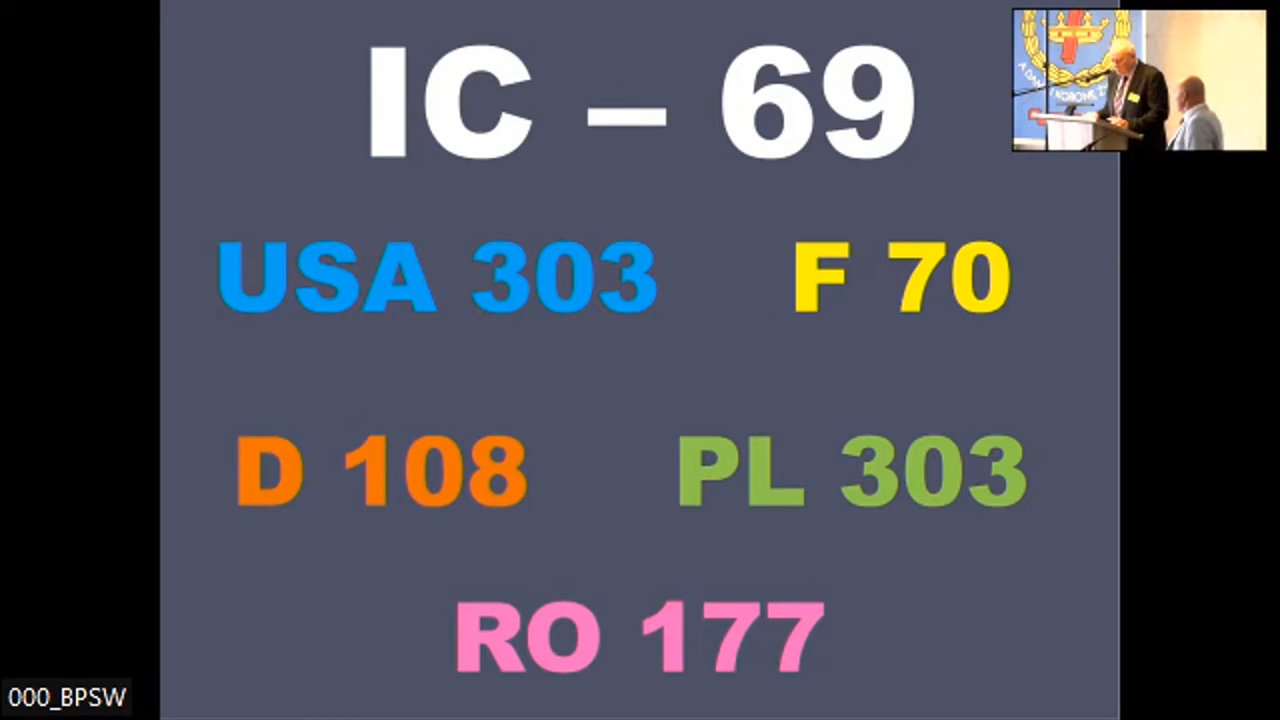 IC – 69
USA 303 F 70
D 108 PL 303
RO 177
000_BPSW